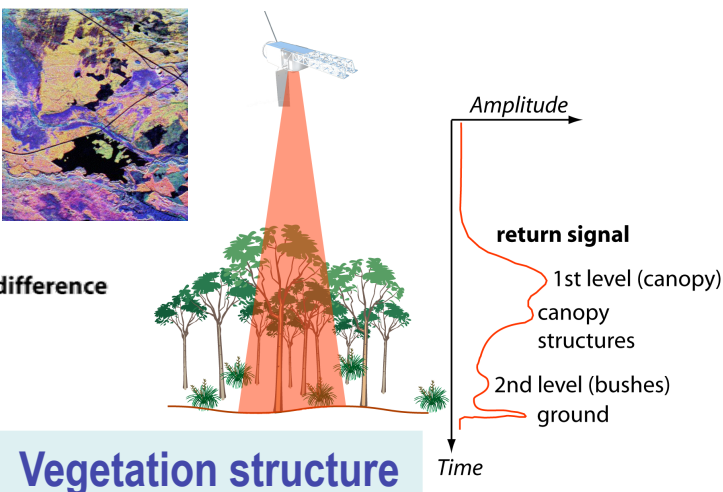 Amplitude
return signal
difference
1st level (canopy)
canopy
structures
2nd level (bushes)
ground
Vegetation structure
Time